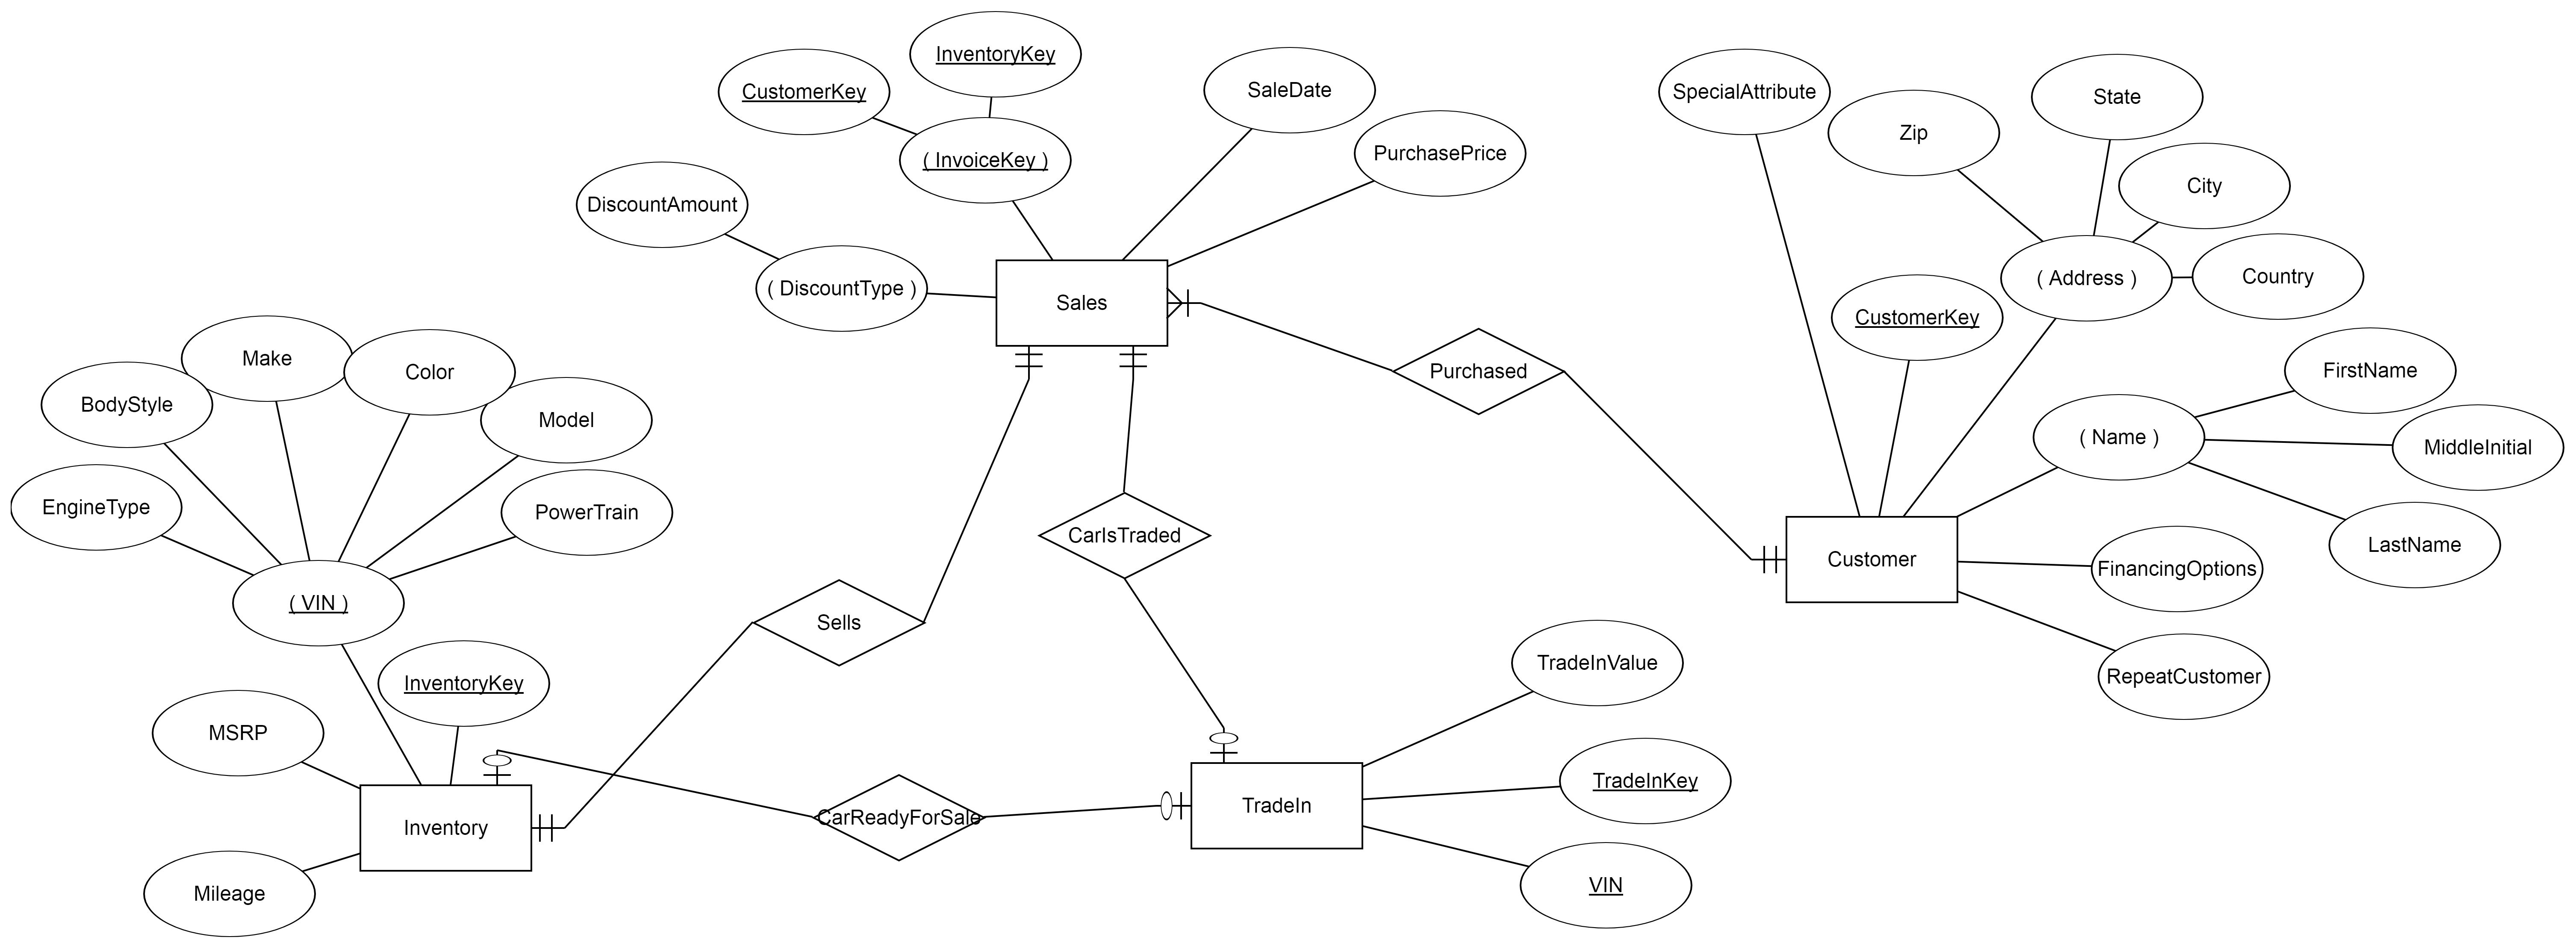 InventoryKey
CustomerKey
SaleDate
SpecialAttribute
State
Zip
PurchasePrice
( InvoiceKey )
City
DiscountAmount
( Address )
Country
( DiscountType )
Sales
CustomerKey
Make
Color
Purchased
FirstName
BodyStyle
Model
( Name )
MiddleInitial
EngineType
PowerTrain
CarIsTraded
LastName
Customer
FinancingOptions
( VIN )
Sells
TradeInValue
RepeatCustomer
InventoryKey
MSRP
TradeInKey
CarReadyForSale
TradeIn
Inventory
VIN
Mileage